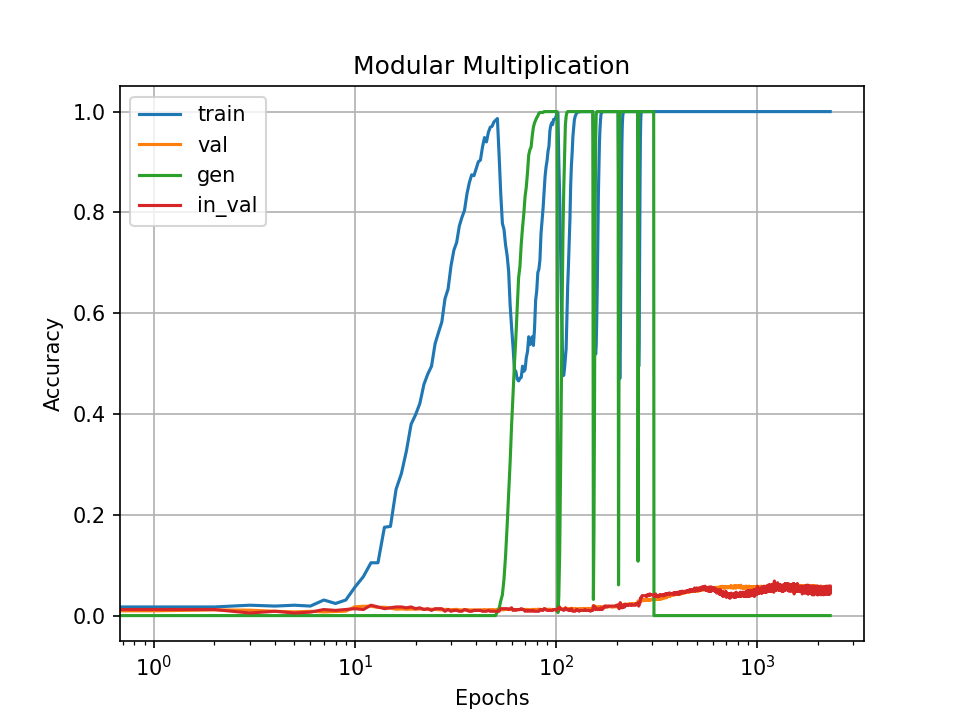 Modular Multiplication
train
val
gen
in_val
1.0
0.8
0.6
0.4
0.2
0.0
Accuracy
10^0
10^1
10^2
10^3
Epochs